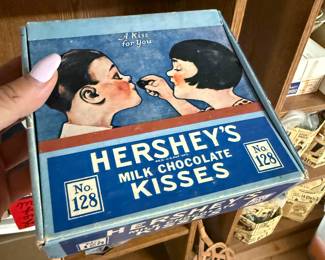 A Kiss
for You
HERSHEY'S
MILK CHOCOLATE
KISSES
No.
128
No.
128
HERSHEY'S